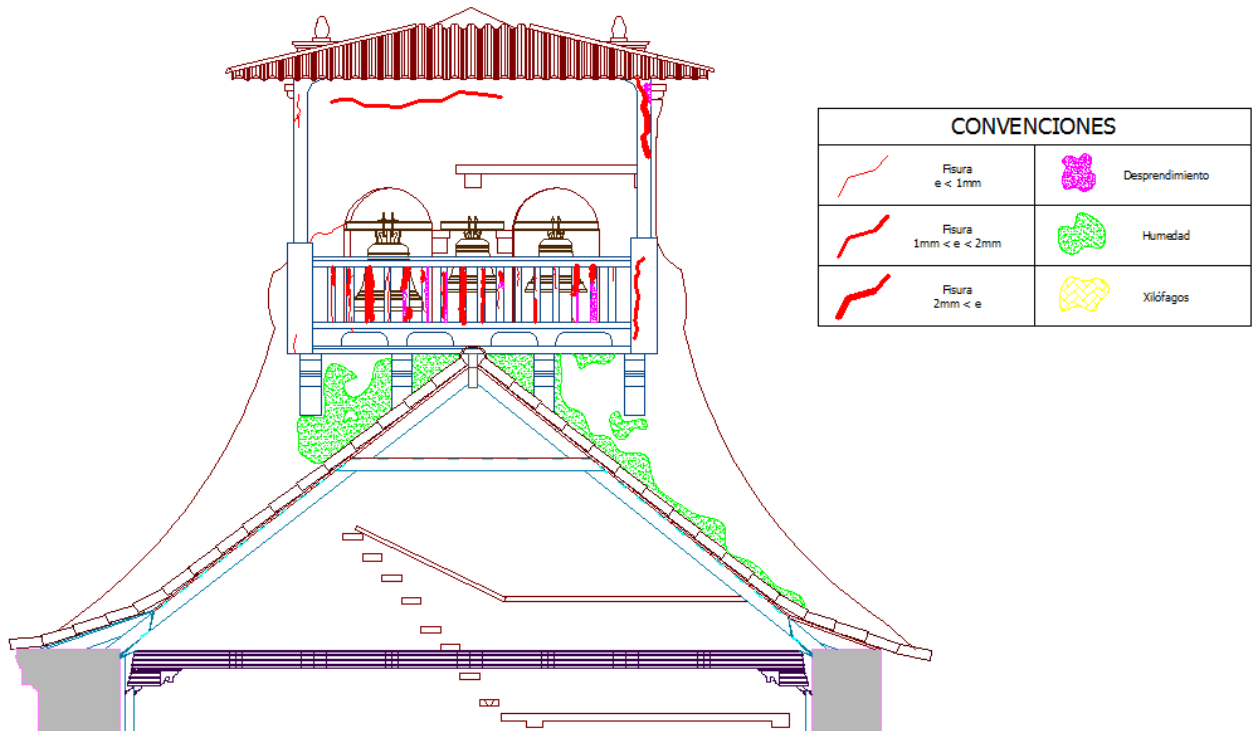 CONVENCIONES
Fisura
e < 1mm
Desprendimiento
Fisura
1mm < e < 2mm
Humedad
Fisura
2mm < e
Xilófagos